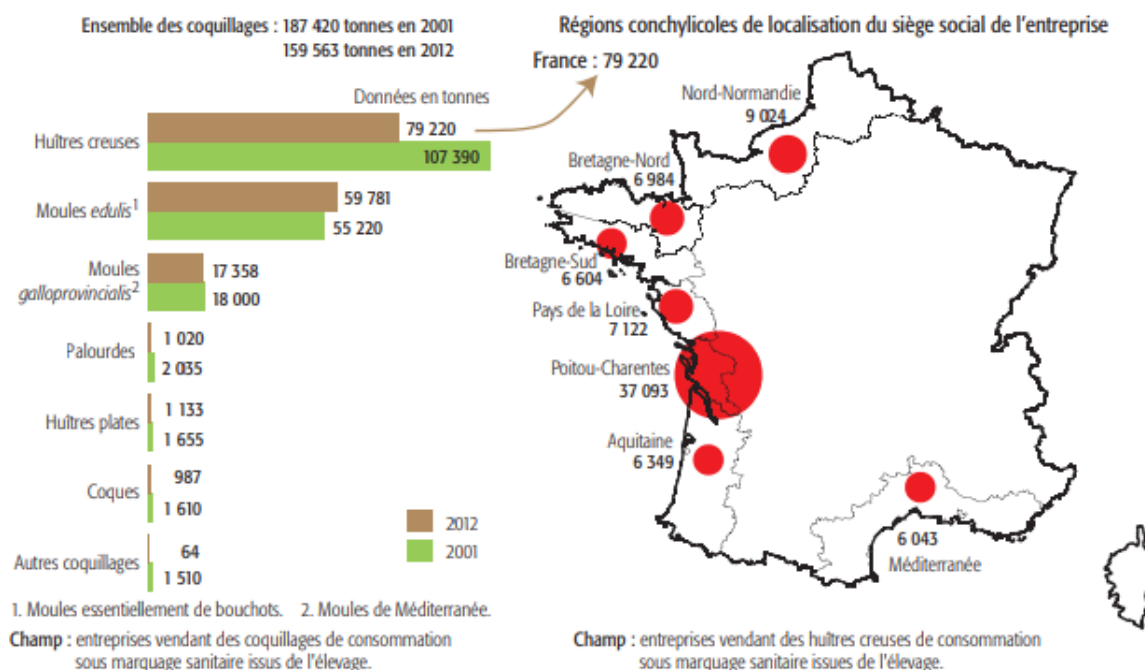 Ensemble des coquillages : 187 420 tonnes en 2001
159 563 tonnes en 2012
Données en tonnes
Huîtres creuses
79 220
107 390
Moules edulis1
59 781
55 220
Moules
galloprovincialis2
17 358
18 000
Palourdes
1 020
2 035
Huîtres plates
1 133
1 655
Coques
987
1 610
Autres coquillages
64
1 510
2012
2001
1. Moules essentiellement de bouchots. 2. Moules de Méditerranée.
Champ : entreprises vendant des coquillages de consommation
sous marquage sanitaire issus de l'élevage.
Régions conchylicoles de localisation du siège social de l'entreprise
France : 79 220
Nord-Normandie
9 024
Bretagne-Nord
6 984
Bretagne-Sud
6 604
Pays de la Loire
7 122
Poitou-Charentes
37 093
Aquitaine
6 349
6 043
Méditerranée
Champ : entreprises vendant des huîtres creuses de consommation
sous marquage sanitaire issues de l'élevage.